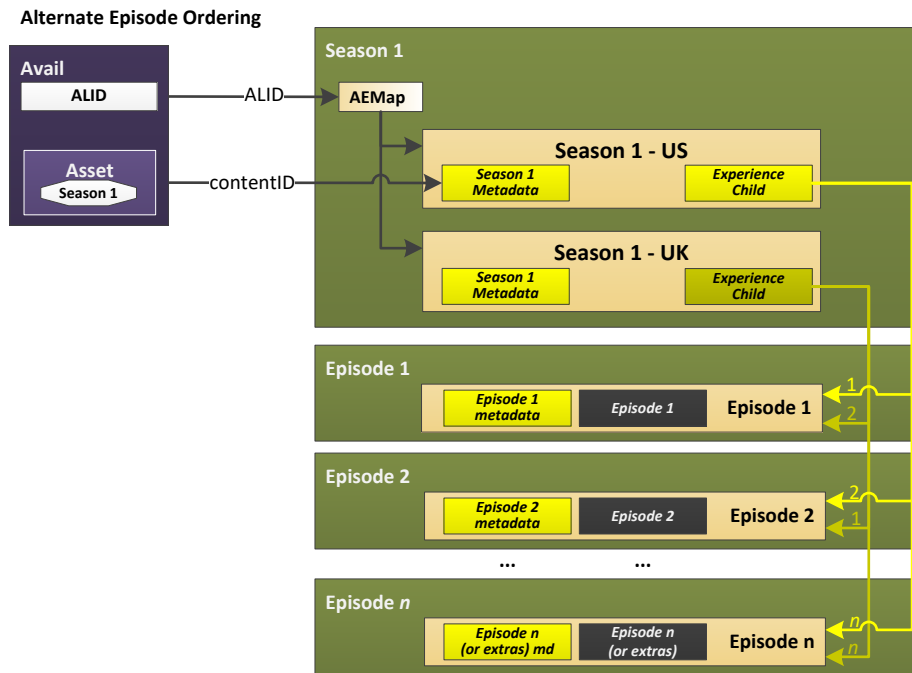 Alternate Episode Ordering
Avail
ALID
Asset
Season 1
ALID
contentID
Season 1
AEMap
Season 1 - US
Season 1
Metadata
Experience
Child
Season 1 - UK
Season 1
Metadata
Experience
Child
Episode 1
Episode 1
metadata
Episode 1
Episode 1
1
2
Episode 2
Episode 2
metadata
Episode 2
Episode 2
2
1
...
...
Episode n
Episode n
(or extras) md
Episode n
(or extras)
Episode n
n
n